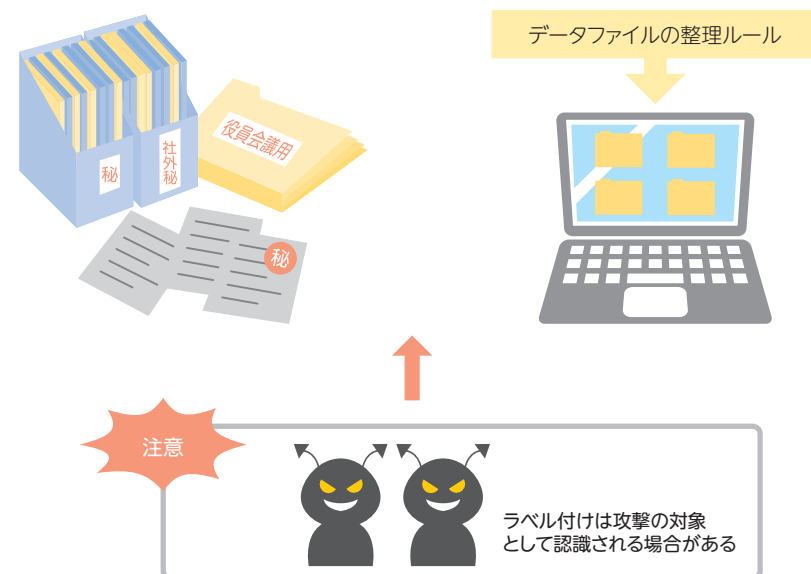 データファイルの整理ルール
役員会議用
社外秘
秘
秘
注意
ラベル付けは攻撃の対象
として認識される場合がある